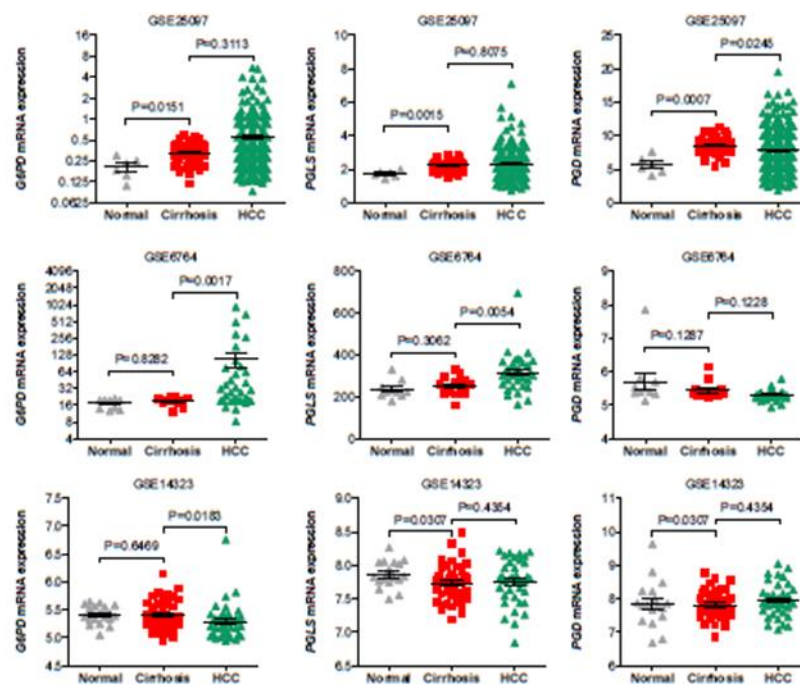 GSE25097
G6PD mRNA expression
16
8
4
2
1
0.5
0.25
0.125
0.0625
P=0.3113
P=0.0151
Normal Cirrhosis HCC
GSE25097
PGLS mRNA expression
10
8
6
4
2
0
P=0.8075
P=0.0015
Normal Cirrhosis HCC
GSE25097
PGD mRNA expression
25
20
15
10
5
0
P=0.0245
P=0.0007
Normal Cirrhosis HCC
GSE6764
G6PD mRNA expression
4096
2048
1024
512
256
128
64
32
16
8
4
P=0.0017
P=0.8282
Normal Cirrhosis HCC
GSE6764
PGLS mRNA expression
800
600
400
200
0
P=0.0054
P=0.3062
Normal Cirrhosis HCC
GSE6764
PGD mRNA expression
9
6
5
4
P=0.1228
P=0.1287
Normal Cirrhosis HCC
GSE14323
G6PD mRNA expression
7.5
7.0
6.5
6.0
5.5
5.0
4.5
P=0.0183
P=0.6469
Normal Cirrhosis HCC
GSE14323
PGLS mRNA expression
9.0
8.5
8.0
7.5
7.0
6.5
P=0.4354
P=0.0307
Normal Cirrhosis HCC
GSE14323
PGD mRNA expression
11
10
9
8
7
6
P=0.4354
P=0.0307
Normal Cirrhosis HCC